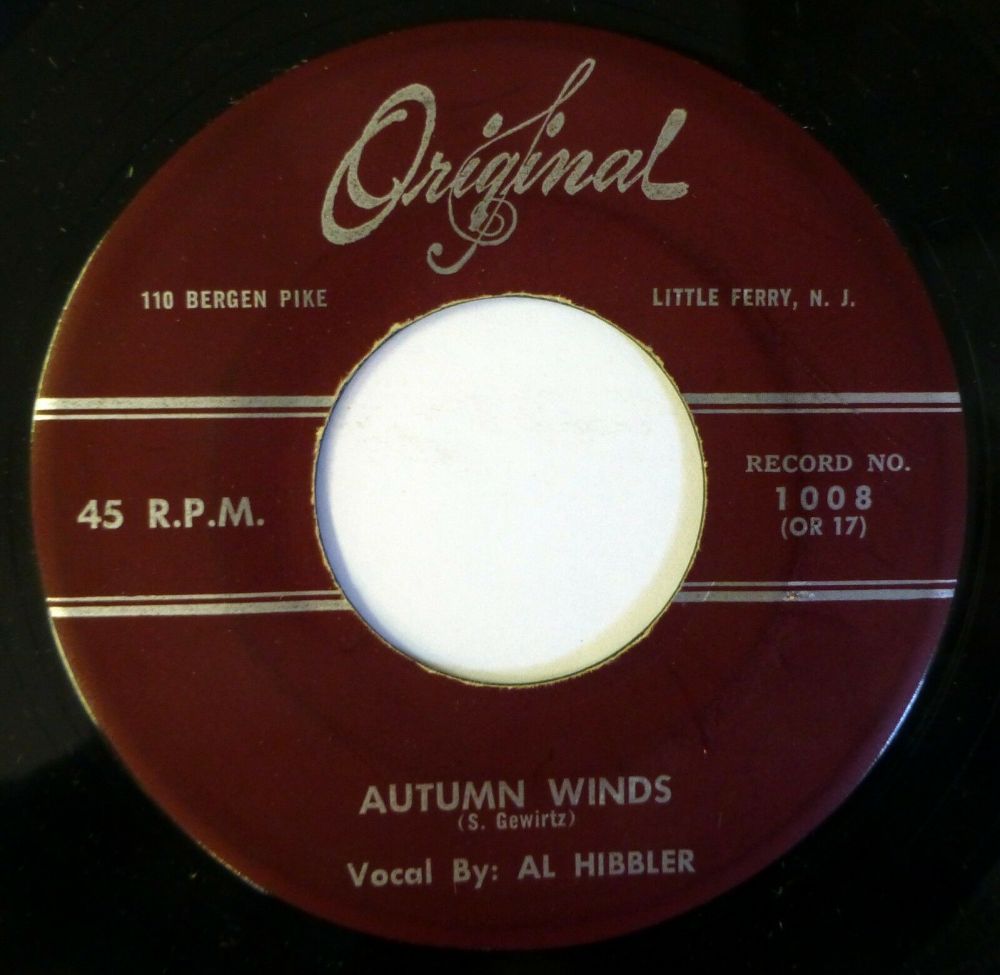 Original
110 BERGEN PIKE
LITTLE FERRY, N. J.
45 R.P.M.
RECORD NO.
1008
(OR 17)
AUTUMN WINDS
(S. Gewirtz)
Vocal By: AL HIBBLER